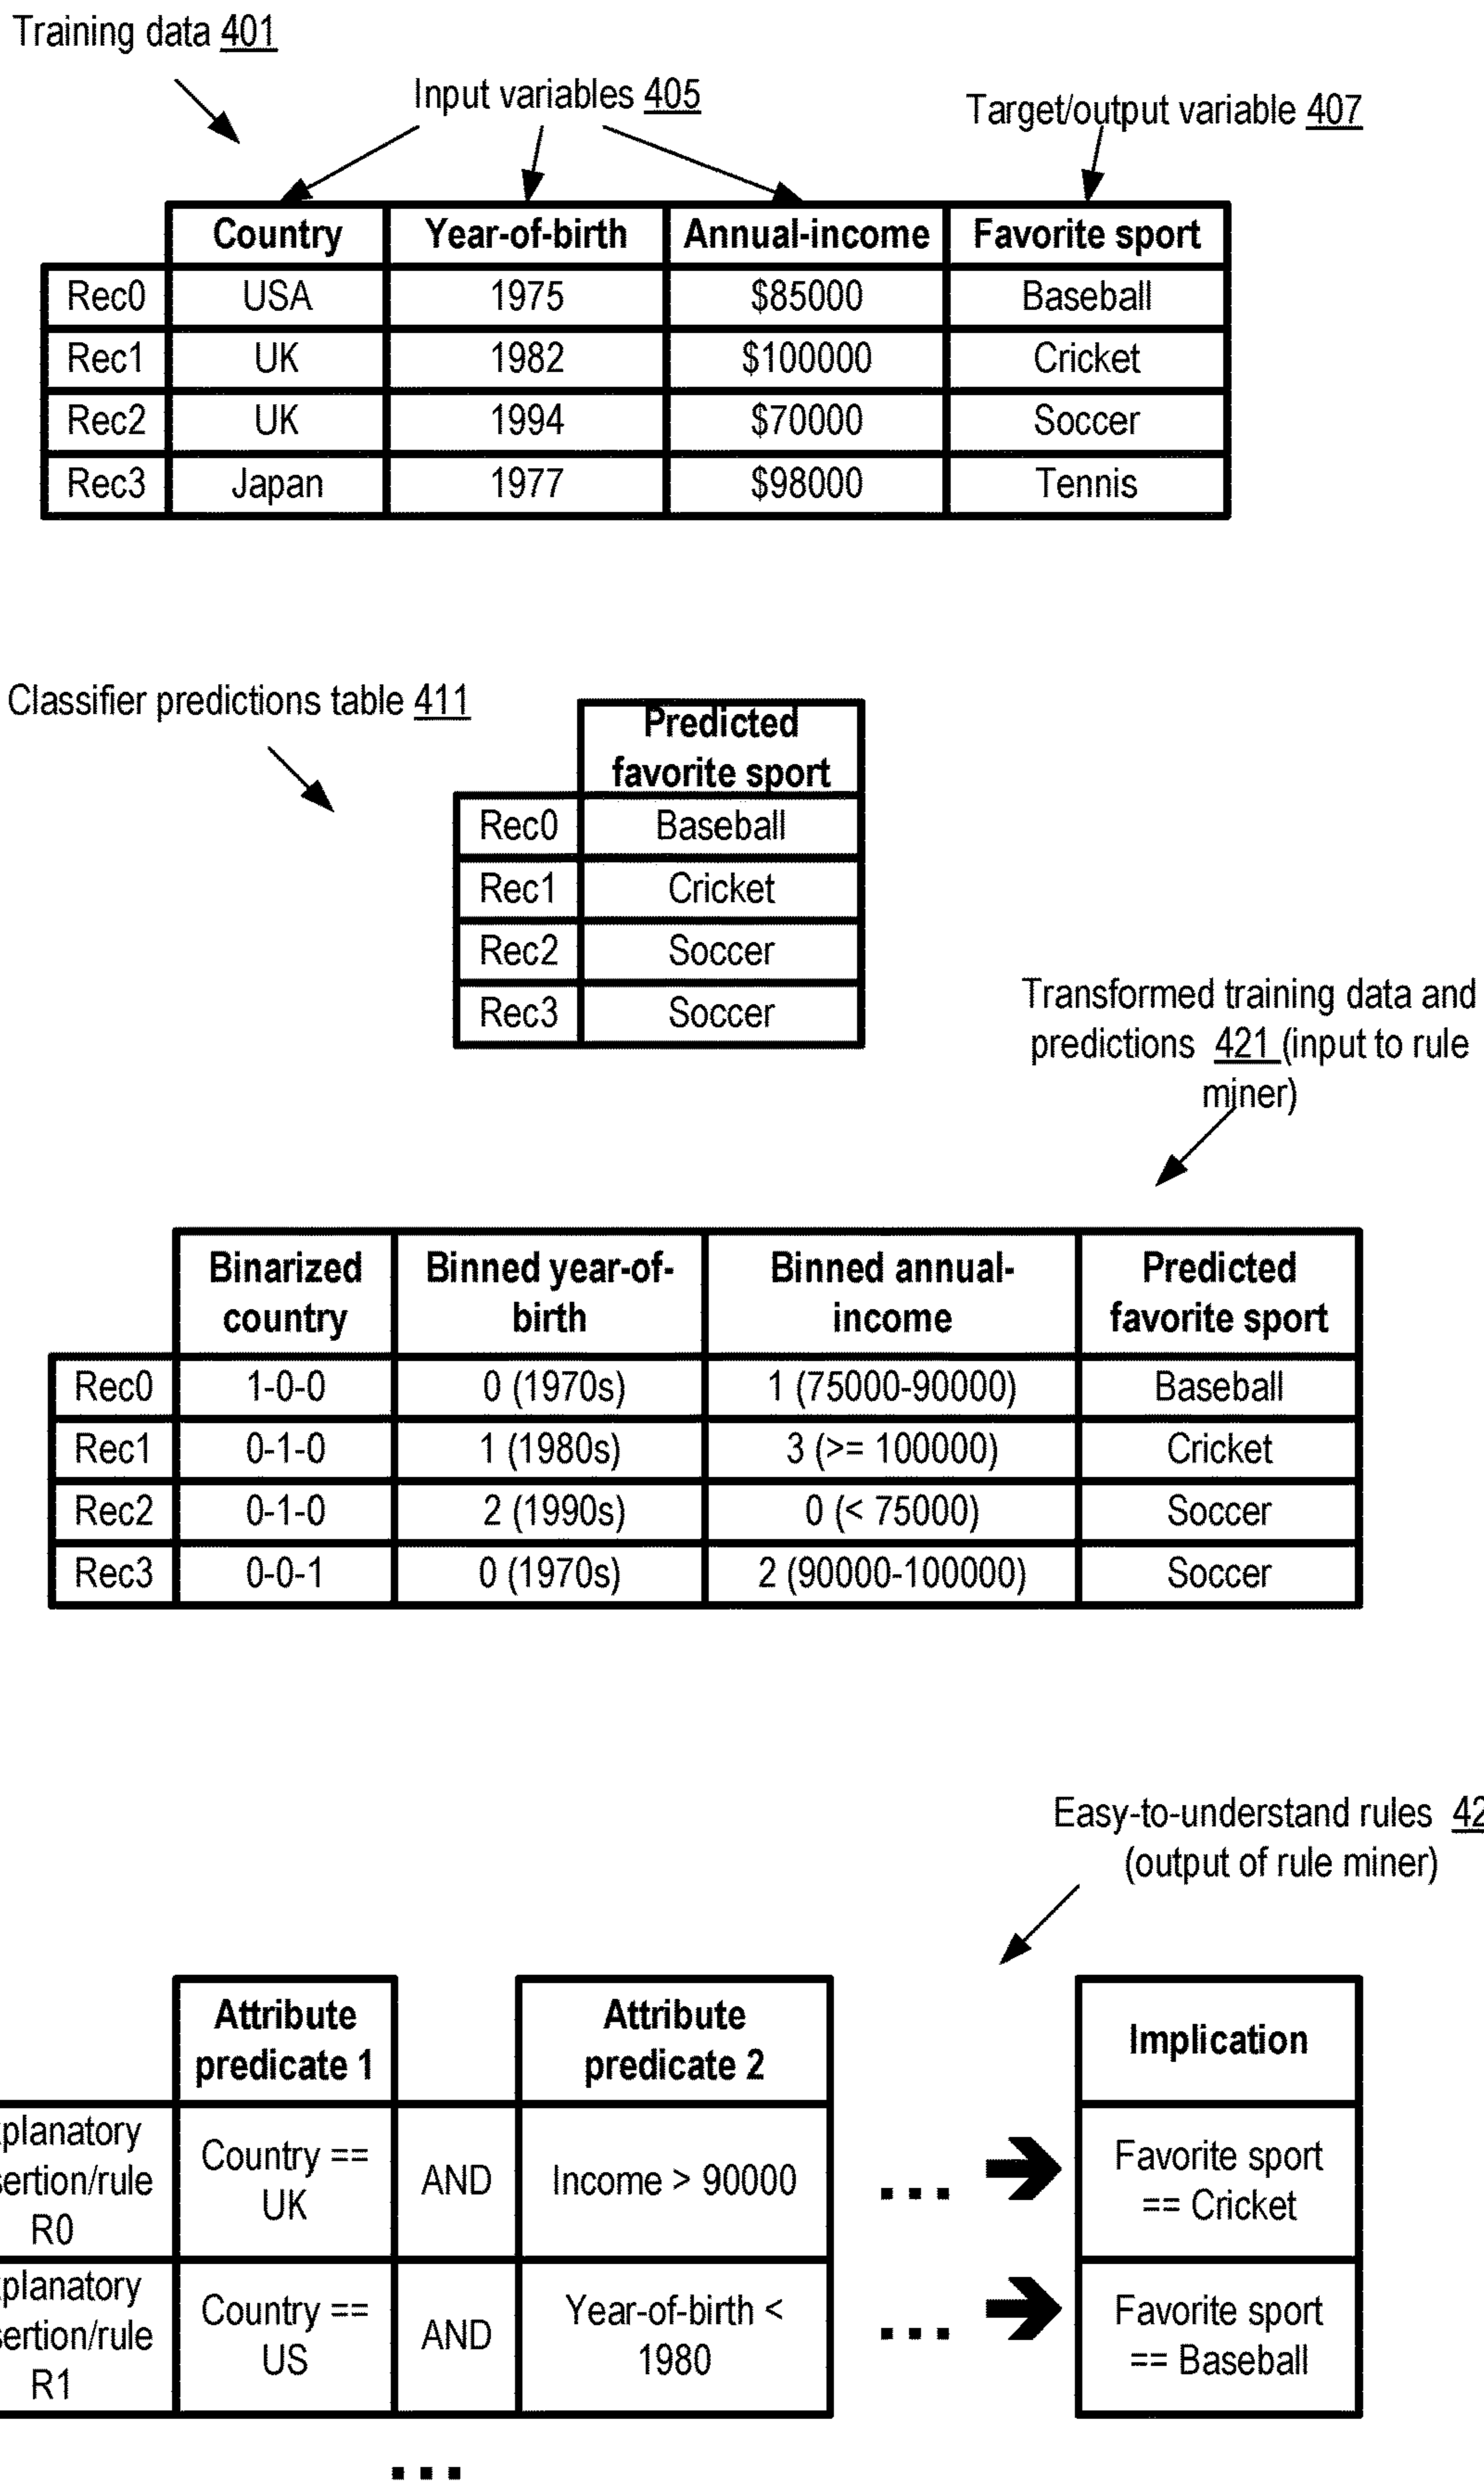 Training data 401
Input variables 405
Target/output variable 407
Country Year-of-birth Annual-income Favorite sport
Rec0 USA 1975 $85000 Baseball
Rec1 UK 1982 $100000 Cricket
Rec2 UK 1994 $70000 Soccer
Rec3 Japan 1977 $98000 Tennis
Classifier predictions table 411
Predicted
favorite sport
Rec0 Baseball
Rec1 Cricket
Rec2 Soccer
Rec3 Soccer
Transformed training data and
predictions 421 (input to rule
miner)
Binarized Binned year-of- Binned annual- Predicted
country birth income favorite sport
Rec0 1-0-0 0 (1970s) 1 (75000-90000) Baseball
Rec1 0-1-0 1 (1980s) 3 (>= 100000) Cricket
Rec2 0-1-0 2 (1990s) 0 (< 75000) Soccer
Rec3 0-0-1 0 (1970s) 2 (90000-100000) Soccer
Easy-to-understand rules
(output of rule miner)
Attribute Attribute Implication
predicate 1 predicate 2
planatory Country == AND Income > 90000 ... Favorite sport
ertion/rule UK == Cricket
R0
planatory Country == AND Year-of-birth < ... Favorite sport
ertion/rule US 1980 == Baseball
R1
...